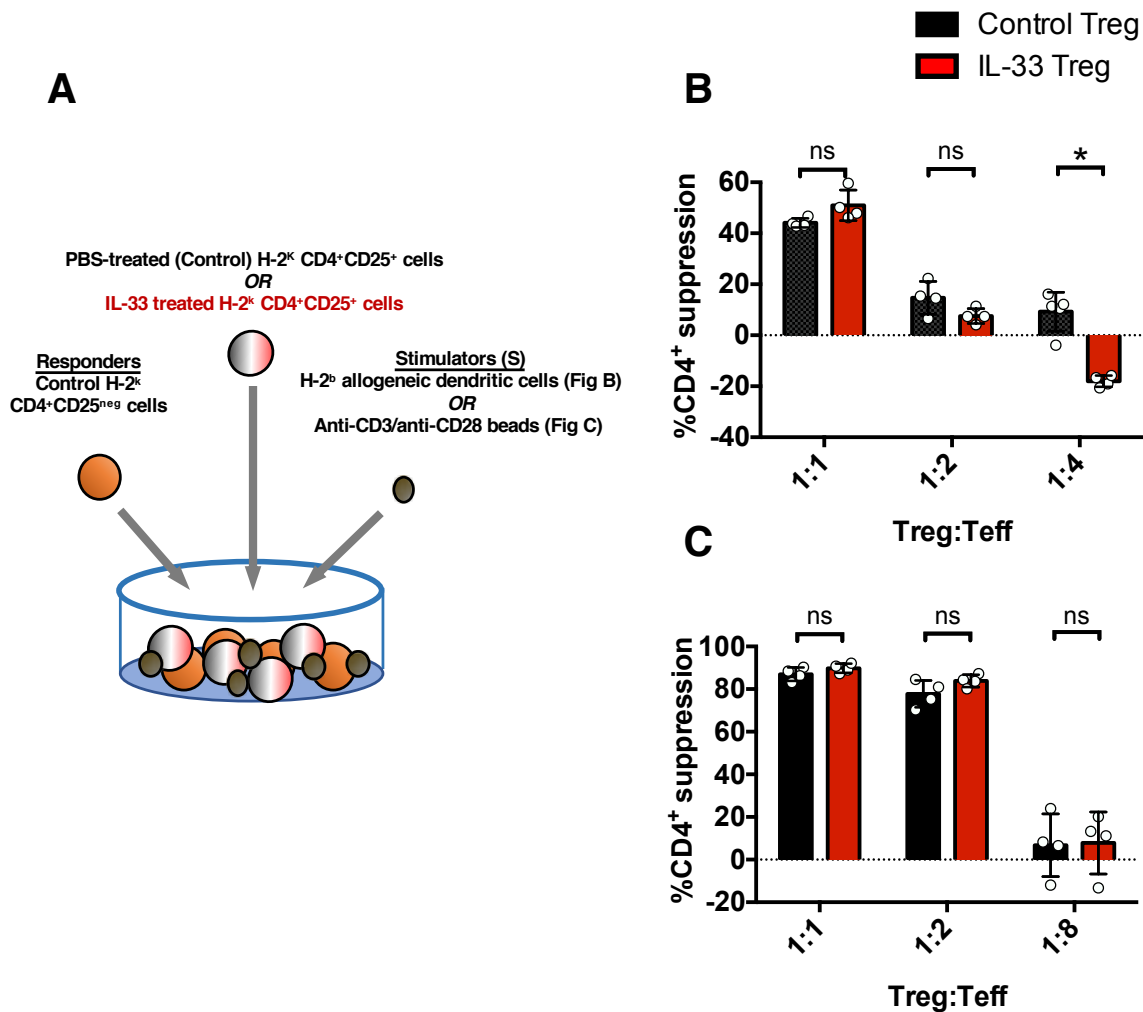 Control Treg
IL-33 Treg
A
PBS-treated (Control) H-2ᴷ CD4⁺CD25⁺ cells
OR
IL-33 treated H-2ᵏ CD4⁺CD25⁺ cells
Responders
Control H-2ᵏ
CD4⁺CD25ⁿᵉᵍ cells
Stimulators (S)
H-2ᵇ allogeneic dendritic cells (Fig B)
OR
Anti-CD3/anti-CD28 beads (Fig C)
B
ns
ns
*
%CD4⁺ suppression
60
40
20
0
-20
-40
1:1
1:2
1:4
Treg:Teff
C
ns
ns
ns
%CD4⁺ suppression
100
80
60
40
20
0
-20
1:1
1:2
1:8
Treg:Teff